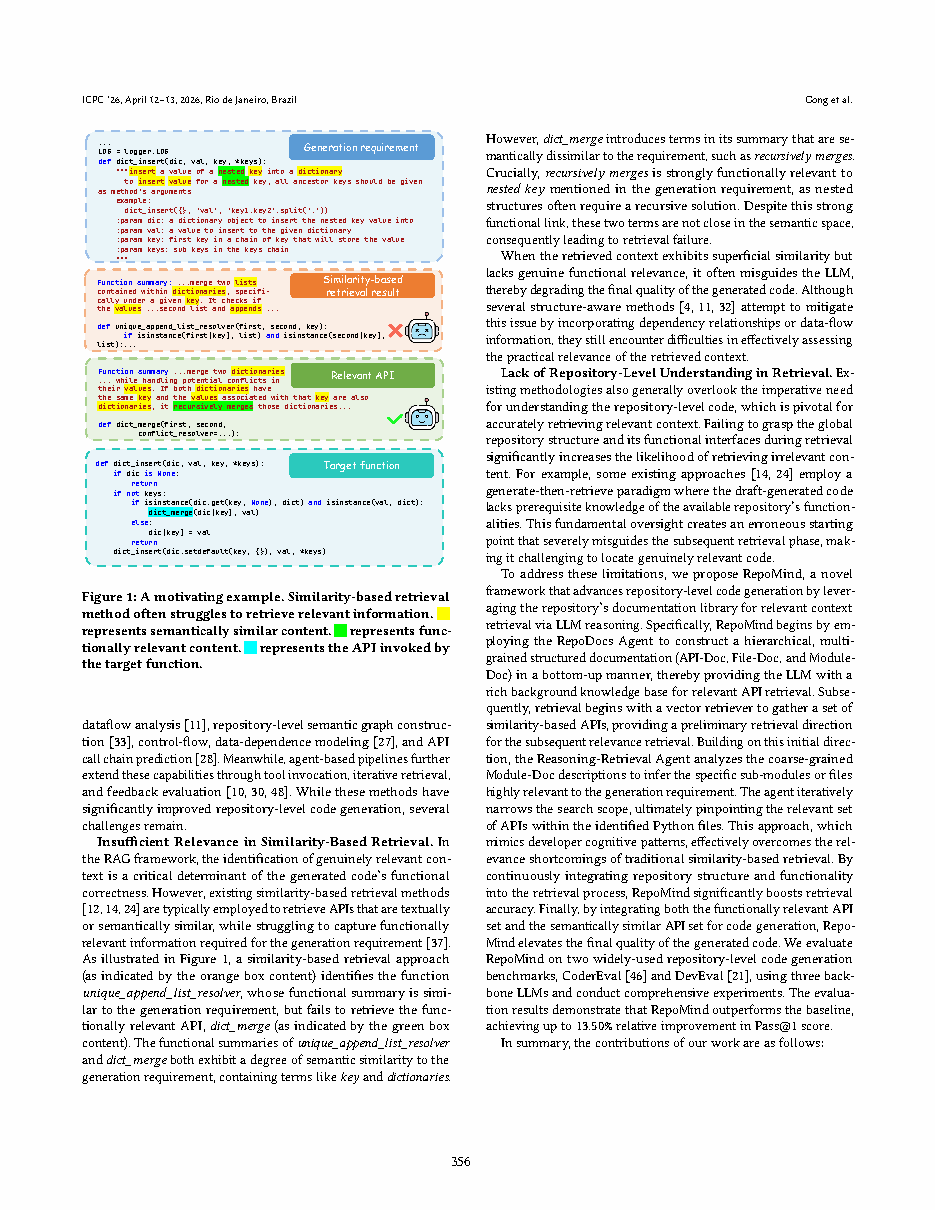 ICPC '26, April 12–13, 2026, Rio de Janeiro, Brazil
Gong et al.
Generation requirement
...
LOG = logger.LOG
def dict_insert(dic, val, key, *keys):
"""insert a value of a nested key into a dictionary
to insert value for a nested key, all ancestor keys should be given
as method's arguments
example:
dict_insert({}, 'val', 'key1.key2'.split('.'))
:param dic: a dictionary object to insert the nested key value into
:param val: a value to insert to the given dictionary
:param key: first key in a chain of key that will store the value
:param keys: sub keys in the keys chain
"""
Similarity-based
retrieval result
Function summary: ...merge two lists
contained within dictionaries, specifi-
cally under a given key. It checks if
the values ...second list and appends ...
def unique_append_list_resolver(first, second, key):
if isinstance(first[key], list) and isinstance(second[key],
list):...
Relevant API
Function summary ...merge two dictionaries
... while handling potential conflicts in
their values. If both dictionaries have
the same key and the values associated with that key are also
dictionaries, it recursively merges those dictionaries...
def dict_merge(first, second,
conflict_resolver=...):
Target function
def dict_insert(dic, val, key, *keys):
if dic is None:
return
if not keys:
if isinstance(dic.get(key, None), dict) and isinstance(val, dict):
dict_merge(dic[key], val)
else:
dic[key] = val
return
dict_insert(dic.setdefault(key, {}), val, *keys)
Figure 1: A motivating example. Similarity-based retrieval
method often struggles to retrieve relevant information.
represents semantically similar content. represents func-
tionally relevant content. represents the API invoked by
the target function.
dataflow analysis [11], repository-level semantic graph construc-
tion [33], control-flow, data-dependence modeling [27], and API
call chain prediction [28]. Meanwhile, agent-based pipelines further
extend these capabilities through tool invocation, iterative retrieval,
and feedback evaluation [10, 30, 48]. While these methods have
significantly improved repository-level code generation, several
challenges remain.
Insufficient Relevance in Similarity-Based Retrieval. In
the RAG framework, the identification of genuinely relevant con-
text is a critical determinant of the generated code's functional
correctness. However, existing similarity-based retrieval methods
[12, 14, 24] are typically employed to retrieve APIs that are textually
or semantically similar, while struggling to capture functionally
relevant information required for the generation requirement [37].
As illustrated in Figure 1, a similarity-based retrieval approach
(as indicated by the orange box content) identifies the function
unique_append_list_resolver, whose functional summary is simi-
lar to the generation requirement, but fails to retrieve the func-
tionally relevant API, dict_merge (as indicated by the green box
content). The functional summaries of unique_append_list_resolver
and dict_merge both exhibit a degree of semantic similarity to the
generation requirement, containing terms like key and dictionaries.
However, dict_merge introduces terms in its summary that are se-
mantically dissimilar to the requirement, such as recursively merges.
Crucially, recursively merges is strongly functionally relevant to
nested key mentioned in the generation requirement, as nested
structures often require a recursive solution. Despite this strong
functional link, these two terms are not close in the semantic space,
consequently leading to retrieval failure.
When the retrieved context exhibits superficial similarity but
lacks genuine functional relevance, it often misguides the LLM,
thereby degrading the final quality of the generated code. Although
several structure-aware methods [4, 11, 32] attempt to mitigate
this issue by incorporating dependency relationships or data-flow
information, they still encounter difficulties in effectively assessing
the practical relevance of the retrieved context.
Lack of Repository-Level Understanding in Retrieval. Ex-
isting methodologies also generally overlook the imperative need
for understanding the repository-level code, which is pivotal for
accurately retrieving relevant context. Failing to grasp the global
repository structure and its functional interfaces during retrieval
significantly increases the likelihood of retrieving irrelevant con-
tent. For example, some existing approaches [14, 24] employ a
generate-then-retrieve paradigm where the draft-generated code
lacks prerequisite knowledge of the available repository's function-
alities. This fundamental oversight creates an erroneous starting
point that severely misguides the subsequent retrieval phase, mak-
ing it challenging to locate genuinely relevant code.
To address these limitations, we propose RepoMind, a novel
framework that advances repository-level code generation by lever-
aging the repository's documentation library for relevant context
retrieval via LLM reasoning. Specifically, RepoMind begins by em-
ploying the RepoDocs Agent to construct a hierarchical, multi-
grained structured documentation (API-Doc, File-Doc, and Module-
Doc) in a bottom-up manner, thereby providing the LLM with a
rich background knowledge base for relevant API retrieval. Subse-
quently, retrieval begins with a vector retriever to gather a set of
similarity-based APIs, providing a preliminary retrieval direction
for the subsequent relevance retrieval. Building on this initial direc-
tion, the Reasoning-Retrieval Agent analyzes the coarse-grained
Module-Doc descriptions to infer the specific sub-modules or files
highly relevant to the generation requirement. The agent iteratively
narrows the search scope, ultimately pinpointing the relevant set
of APIs within the identified Python files. This approach, which
mimics developer cognitive patterns, effectively overcomes the rel-
evance shortcomings of traditional similarity-based retrieval. By
continuously integrating repository structure and functionality
into the retrieval process, RepoMind significantly boosts retrieval
accuracy. Finally, by integrating both the functionally relevant API
set and the semantically similar API set for code generation, Repo-
Mind elevates the final quality of the generated code. We evaluate
RepoMind on two widely-used repository-level code generation
benchmarks, CoderEval [46] and DevEval [21], using three back-
bone LLMs and conduct comprehensive experiments. The evalua-
tion results demonstrate that RepoMind outperforms the baseline,
achieving up to 13.50% relative improvement in Pass@1 score.
In summary, the contributions of our work are as follows:
356